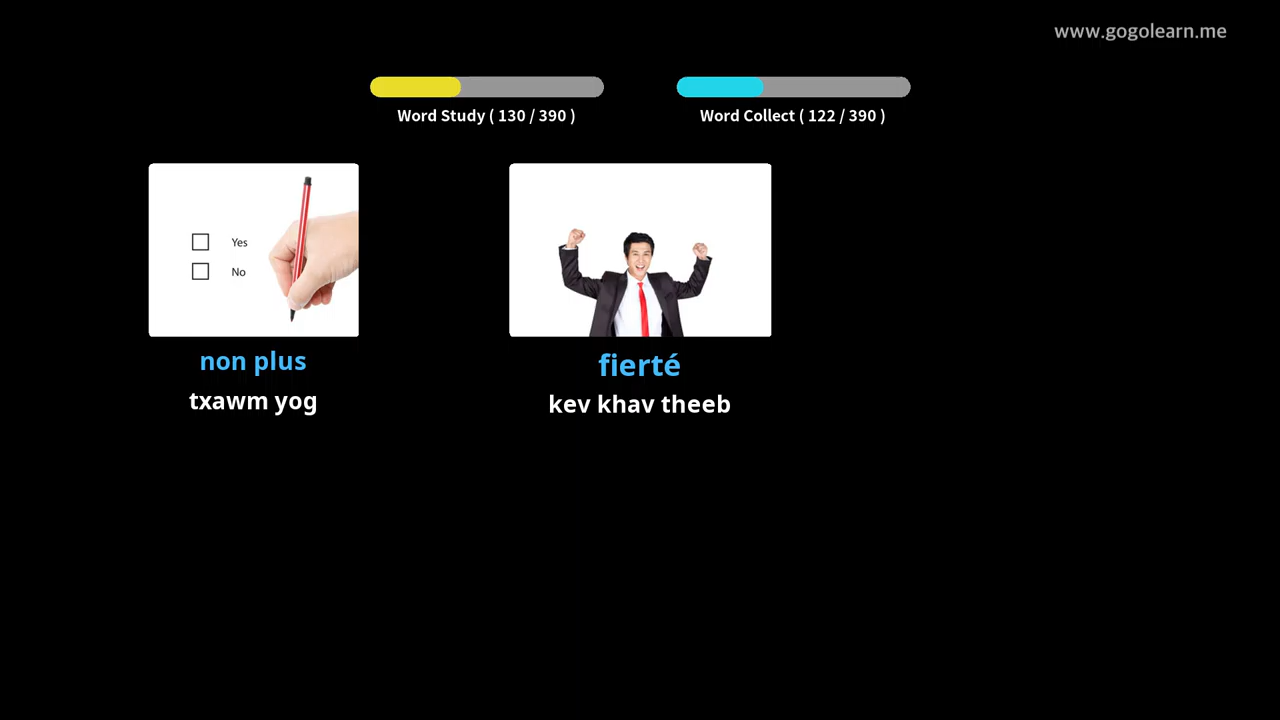 www.gogolearn.me
Word Study ( 130 / 390 )
Word Collect ( 122 / 390 )
Yes
No
non plus
txawm yog
fierté
kev khav theeb